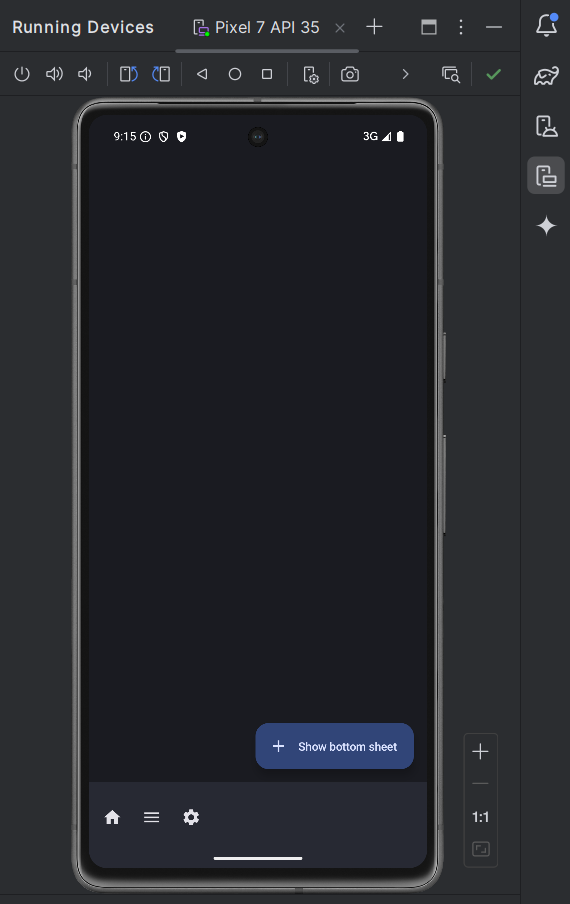 Running Devices
Pixel 7 API 35
9:15
3G
Show bottom sheet
1:1